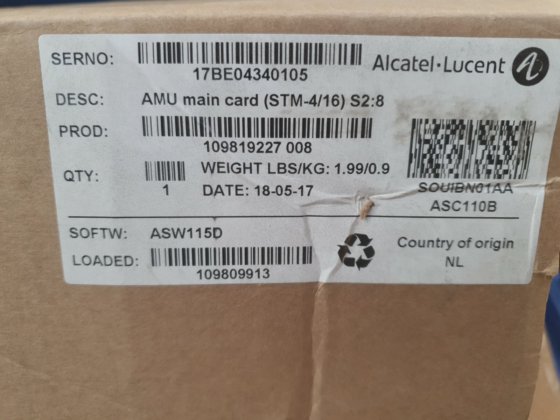 SERNO: 17BE04340105
Alcatel·Lucent
DESC: AMU main card (STM-4/16) S2:8
PROD: 109819227 008
QTY: 1
WEIGHT LBS/KG: 1.99/0.9
DATE: 18-05-17
SOUIBN01AA
ASC110B
SOFTW: ASW115D
LOADED: 109809913
Country of origin
NL